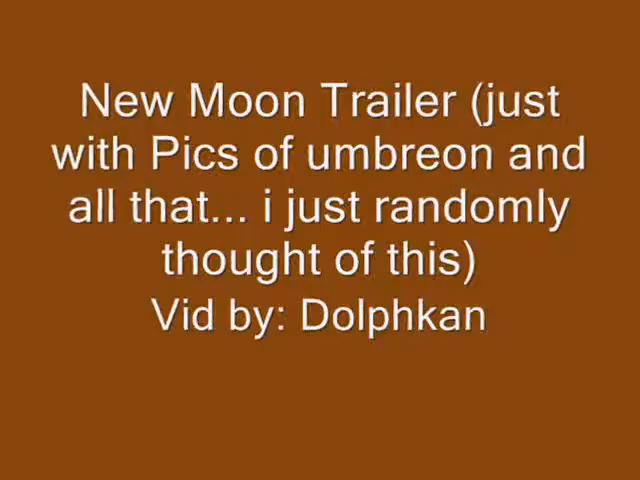 New Moon Trailer (just
with Pics of umbreon and
all that... i just randomly
thought of this)
Vid by: Dolphkan